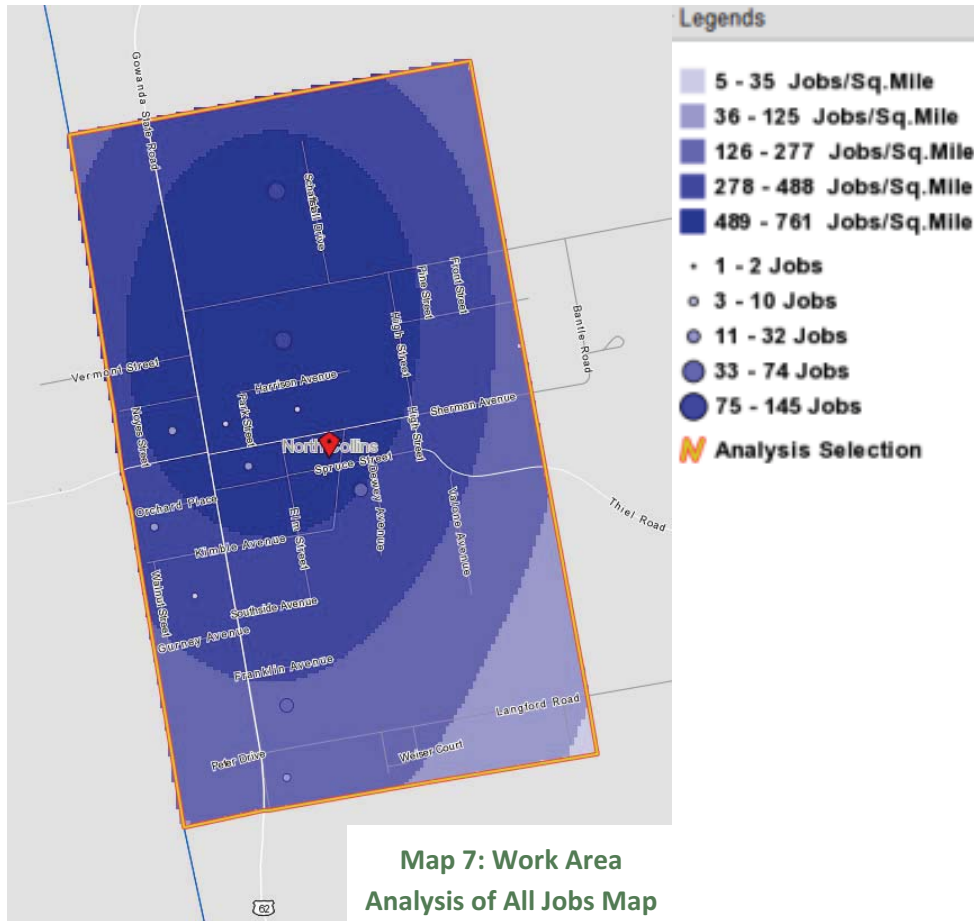 Legends
5 - 35 Jobs/Sq.Mile
36 - 125 Jobs/Sq.Mile
126 - 277 Jobs/Sq.Mile
278 - 488 Jobs/Sq.Mile
489 - 761 Jobs/Sq.Mile
1 - 2 Jobs
3 - 10 Jobs
11 - 32 Jobs
33 - 74 Jobs
75 - 145 Jobs
Analysis Selection
Gowanda State Road
Drive
Pine Street
Front Street
Bantle Road
High Street
Vermont Street
Harrison Avenue
Noyes Street
Park Street
High Street
Sherman Avenue
North Collins
Spruce Street
Dewey Avenue
Orchard Place
Elm Street
Valone Avenue
Thiel Road
Kimble Avenue
Walnut Street
Southside Avenue
Gurney Avenue
Franklin Avenue
Langford Road
Peter Drive
Weiser Court
62
Map 7: Work Area
Analysis of All Jobs Map